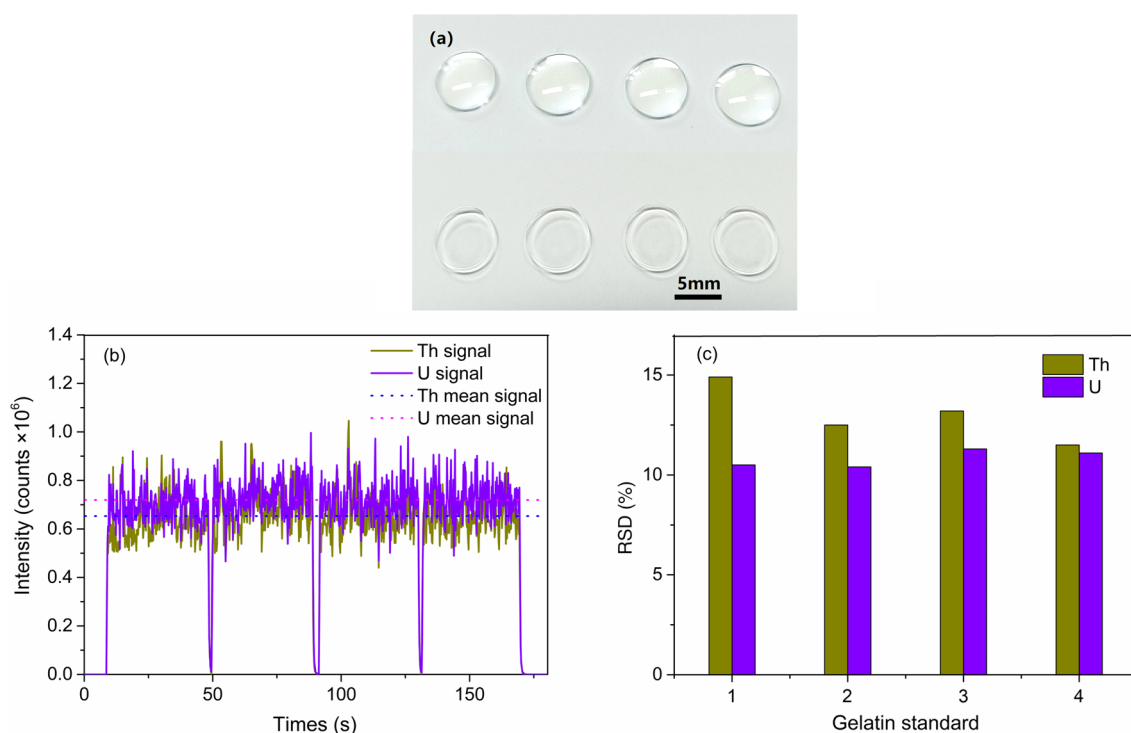 (a)
5mm
(b)
Th signal
U signal
Th mean signal
U mean signal
Intensity (counts ×10⁶)
1.4
1.2
1.0
0.8
0.6
0.4
0.2
0.0
0 50 100 150
Times (s)
(c)
Th
U
RSD (%)
15
10
5
0
1 2 3 4
Gelatin standard